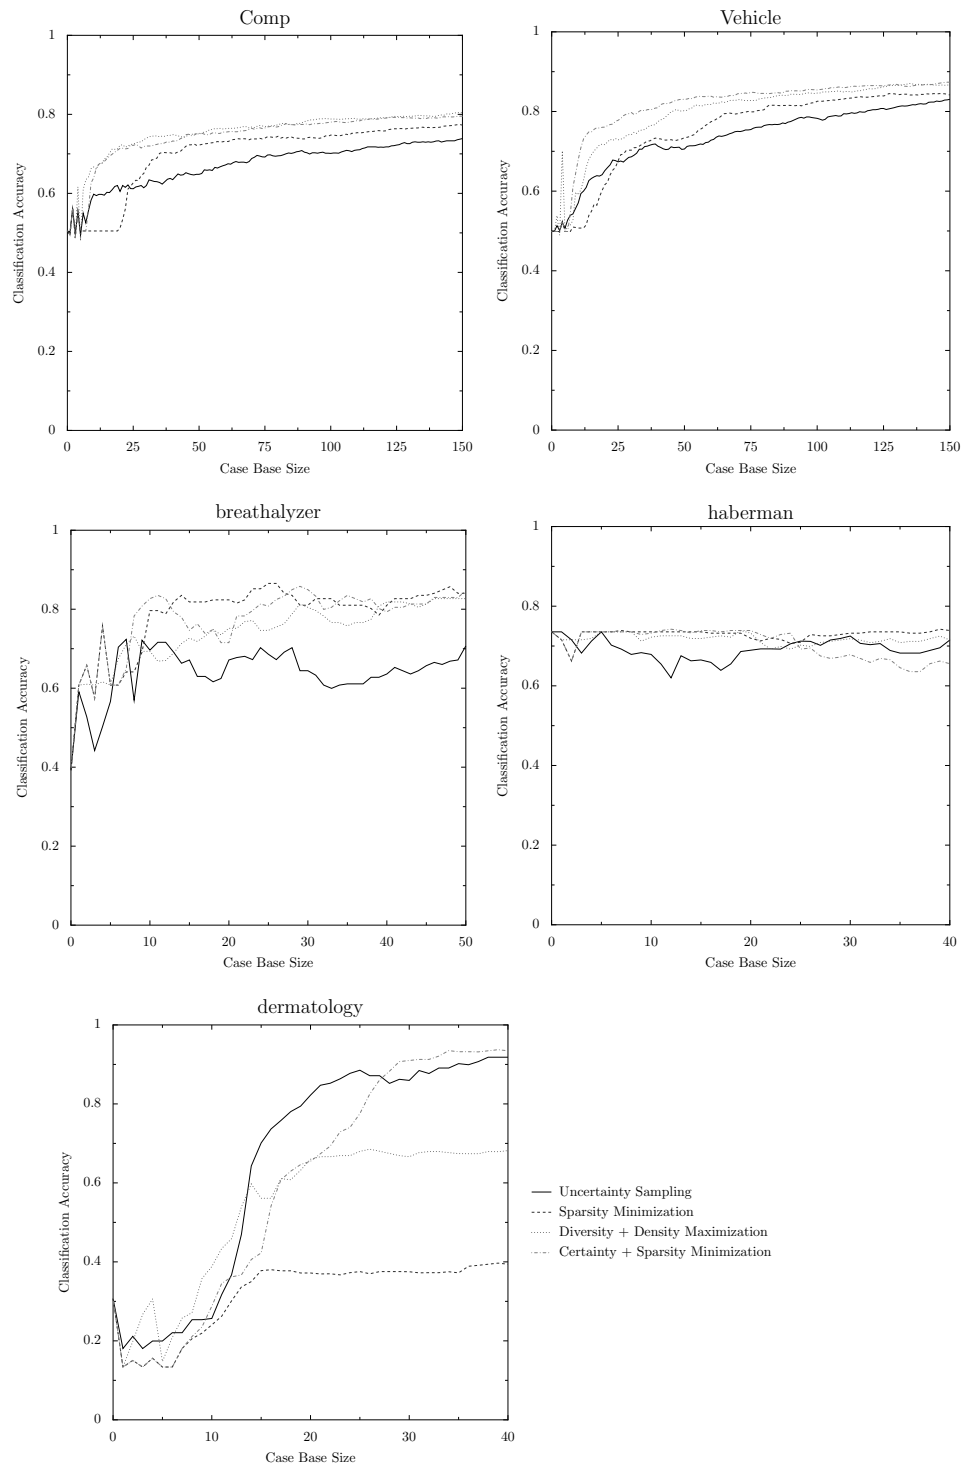 Comp
1
0.8
0.6
0.4
0.2
0
Classification Accuracy
0 25 50 75 100 125 150
Case Base Size
Vehicle
1
0.8
0.6
0.4
0.2
0
Classification Accuracy
0 25 50 75 100 125 150
Case Base Size
breathalyzer
1
0.8
0.6
0.4
0.2
0
Classification Accuracy
0 10 20 30 40 50
Case Base Size
haberman
1
0.8
0.6
0.4
0.2
0
Classification Accuracy
0 10 20 30 40
Case Base Size
dermatology
1
0.8
0.6
0.4
0.2
0
Classification Accuracy
0 10 20 30 40
Case Base Size
Uncertainty Sampling
Sparsity Minimization
Diversity + Density Maximization
Certainty + Sparsity Minimization